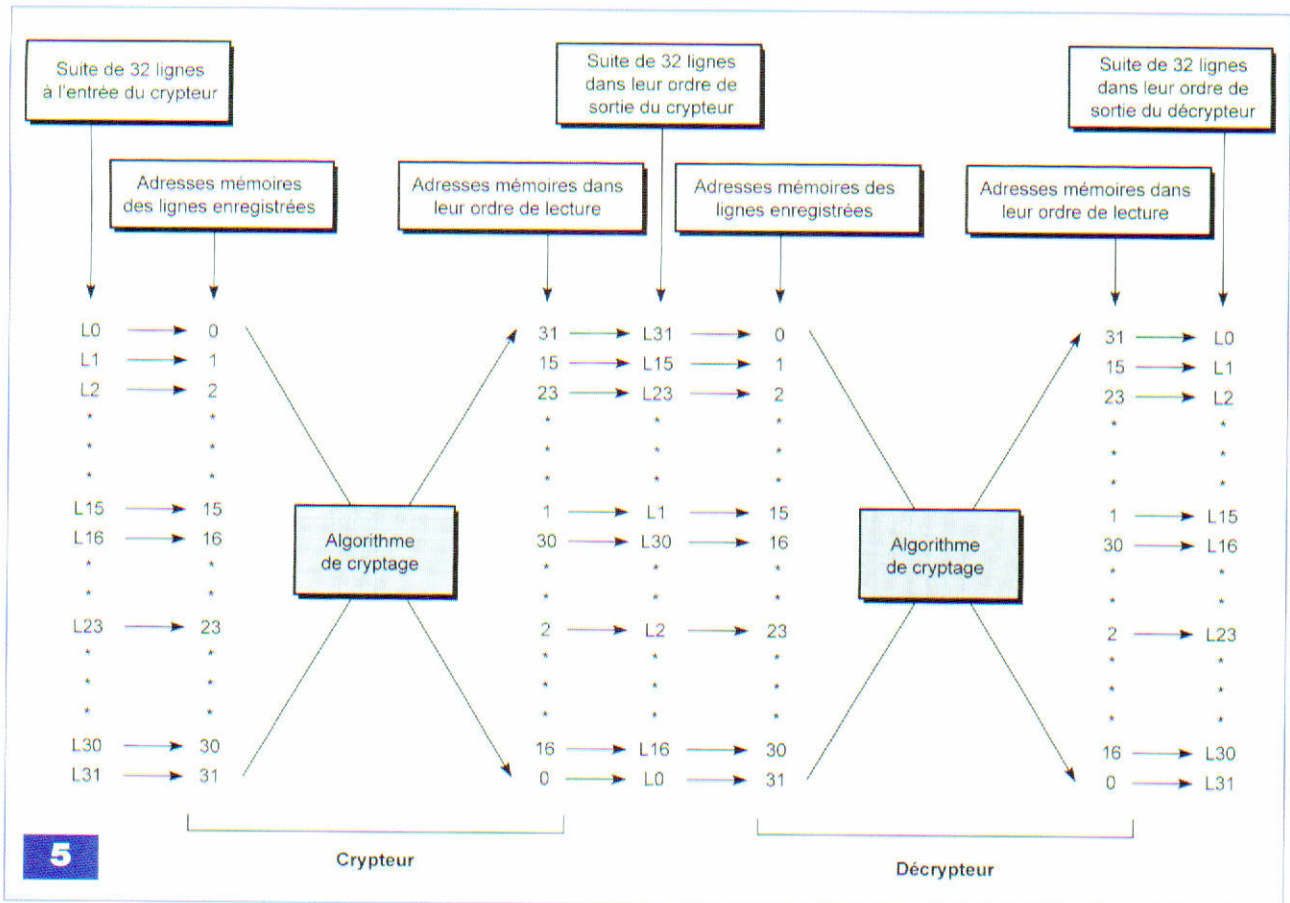 Suite de 32 lignes
à l'entrée du crypteur
Suite de 32 lignes
dans leur ordre de
sortie du crypteur
Suite de 32 lignes
dans leur ordre de
sortie du décrypteur
Adresses mémoires
des lignes enregistrées
Adresses mémoires dans
leur ordre de lecture
Adresses mémoires des
lignes enregistrées
Adresses mémoires dans
leur ordre de lecture
L0 0 31 L31 0 31 L0
L1 1 15 L15 1 15 L1
L2 2 23 L23 2 23 L2
* * * * * * *
* * * * * * *
* * * * * * *
L15 15 1 L1 15 1 L15
L16 16 30 L30 16 30 L16
* * * * * * *
* * * * * * *
L23 23 2 L2 23 2 L23
* * * * * * *
* * * * * * *
* * * * * * *
L30 30 16 L16 30 16 L30
L31 31 0 L0 31 0 L31
Algorithme
de cryptage
Algorithme
de cryptage
5
Crypteur
Décrypteur